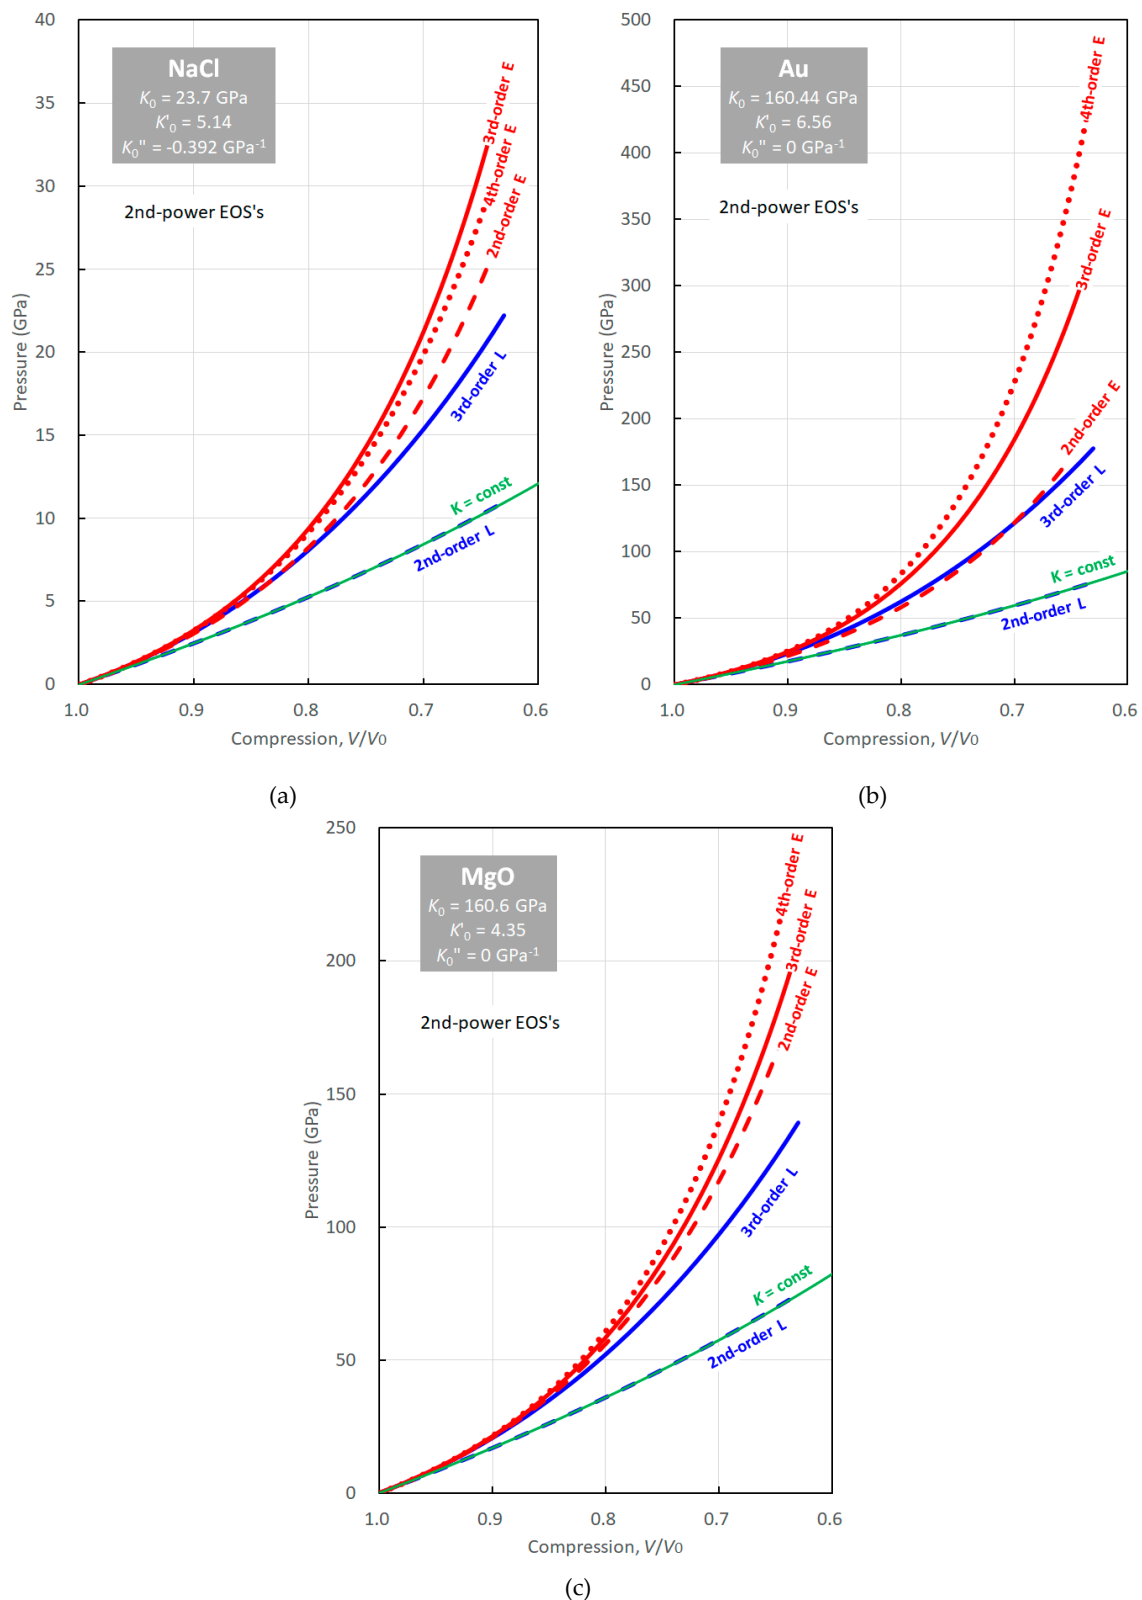 40
35
30
25
20
15
10
5
0
Pressure (GPa)
NaCl
K₀ = 23.7 GPa
K'₀ = 5.14
K₀'' = -0.392 GPa⁻¹
2nd-power EOS's
3rd-order E
4th-order E
2nd-order E
3rd-order L
K = const
2nd-order L
1.0 0.9 0.8 0.7 0.6
Compression, V/V0
(a)
500
450
400
350
300
250
200
150
100
50
0
Pressure (GPa)
Au
K₀ = 160.44 GPa
K'₀ = 6.56
K₀'' = 0 GPa⁻¹
2nd-power EOS's
4th-order E
3rd-order E
2nd-order E
3rd-order L
K = const
2nd-order L
1.0 0.9 0.8 0.7 0.6
Compression, V/V0
(b)
250
200
150
100
50
0
Pressure (GPa)
MgO
K₀ = 160.6 GPa
K'₀ = 4.35
K₀'' = 0 GPa⁻¹
2nd-power EOS's
4th-order E
3rd-order E
2nd-order E
3rd-order L
K = const
2nd-order L
1.0 0.9 0.8 0.7 0.6
Compression, V/V0
(c)